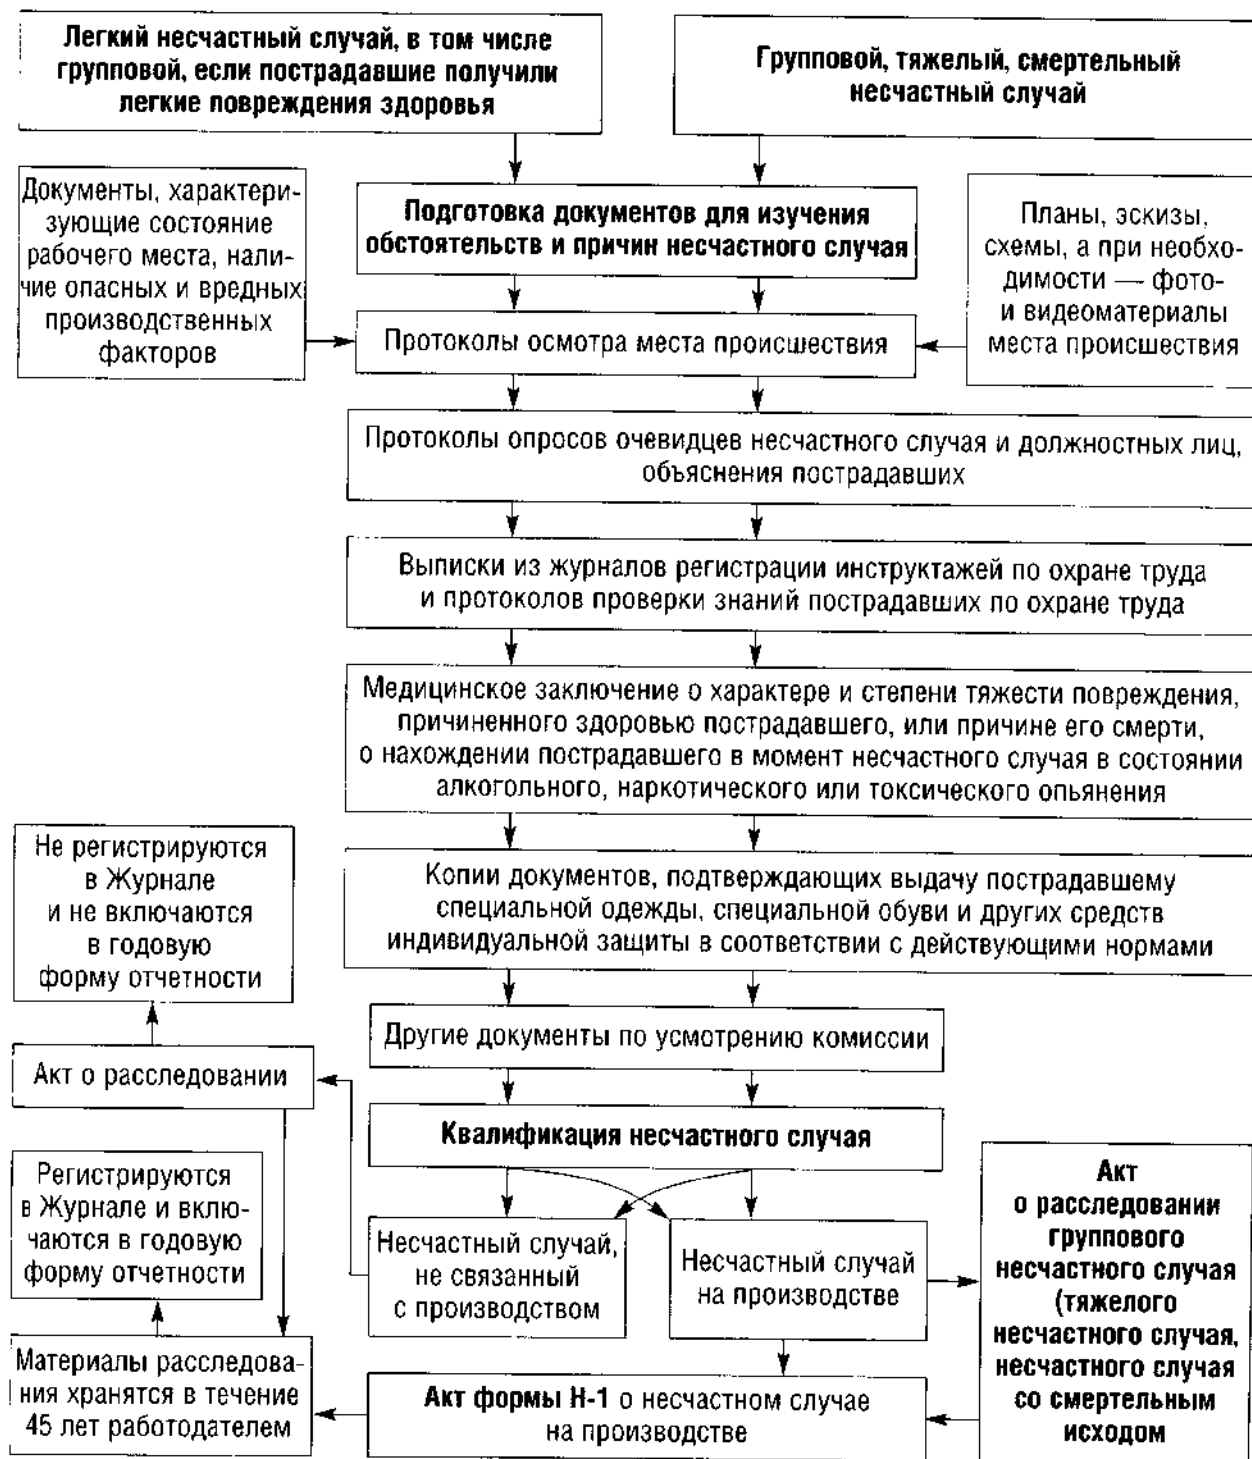 Легкий несчастный случай, в том числе
групповой, если пострадавшие получили
легкие повреждения здоровья
Групповой, тяжелый, смертельный
несчастный случай
Документы, характери-
зующие состояние
рабочего места, нали-
чие опасных и вредных
производственных
факторов
Подготовка документов для изучения
обстоятельств и причин несчастного случая
Планы, эскизы,
схемы, а при необхо-
димости — фото-
и видеоматериалы
места происшествия
Протоколы осмотра места происшествия
Протоколы опросов очевидцев несчастного случая и должностных лиц,
объяснения пострадавших
Выписки из журналов регистрации инструктажей по охране труда
и протоколов проверки знаний пострадавших по охране труда
Медицинское заключение о характере и степени тяжести повреждения,
причиненного здоровью пострадавшего, или причине его смерти,
о нахождении пострадавшего в момент несчастного случая в состоянии
алкогольного, наркотического или токсического опьянения
Не регистрируются
в Журнале
и не включаются
в годовую
форму отчетности
Копии документов, подтверждающих выдачу пострадавшему
специальной одежды, специальной обуви и других средств
индивидуальной защиты в соответствии с действующими нормами
Другие документы по усмотрению комиссии
Акт о расследовании
Квалификация несчастного случая
Регистрируются
в Журнале и вклю-
чаются в годовую
форму отчетности
Несчастный случай,
не связанный
с производством
Несчастный случай
на производстве
Акт
о расследовании
группового
несчастного случая
(тяжелого
несчастного случая,
несчастного случая
со смертельным
исходом
Материалы расследова-
ния хранятся в течение
45 лет работодателем
Акт формы Н-1 о несчастном случае
на производстве